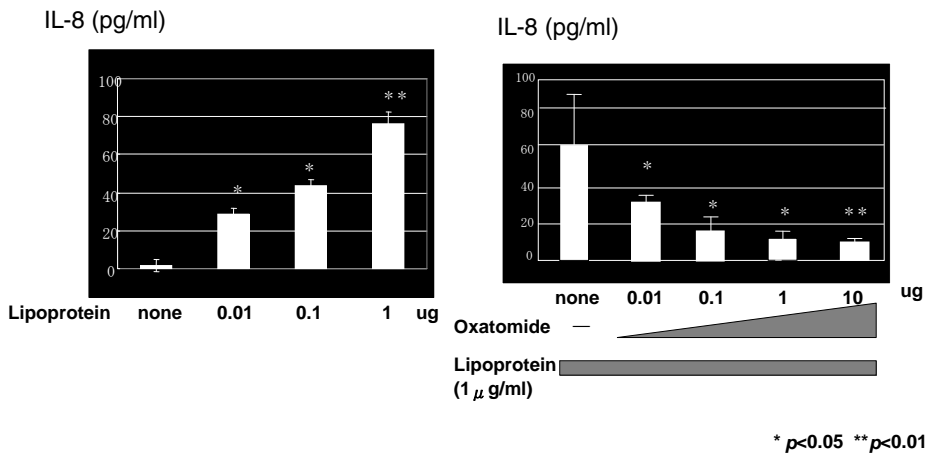 IL-8 (pg/ml)
100
80
60
40
20
0
*
*
**
Lipoprotein none 0.01 0.1 1 ug
IL-8 (pg/ml)
100
80
60
40
20
0
*
*
*
**
none 0.01 0.1 1 10 ug
Oxatomide —
Lipoprotein
(1 μ g/ml)
* p<0.05 **p<0.01